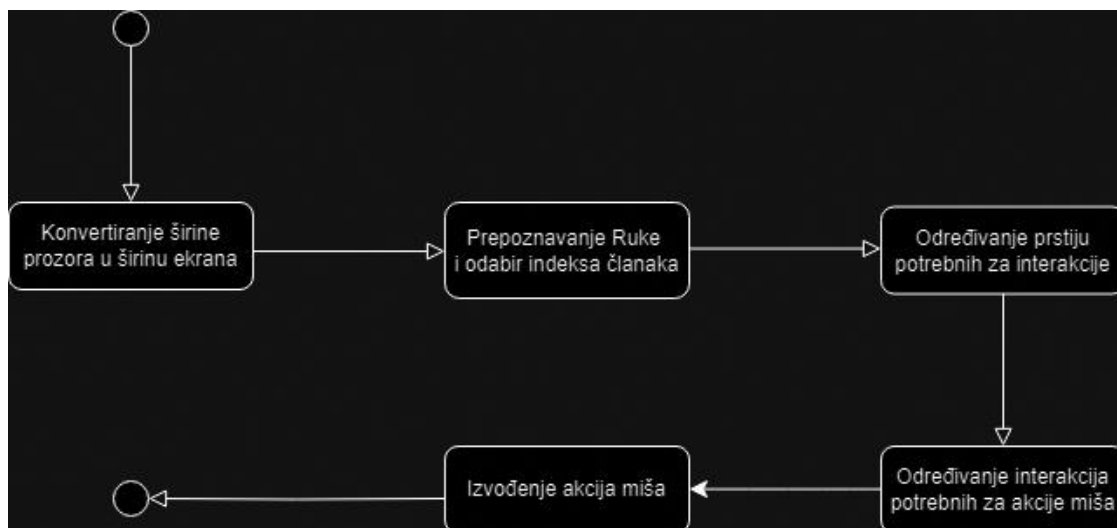 Konvertiranje širine
prozora u širinu ekrana
Prepoznavanje Ruke
i odabir indeksa članaka
Određivanje prstiju
potrebnih za interakcije
Određivanje interakcija
potrebnih za akcije miša
Izvođenje akcija miša